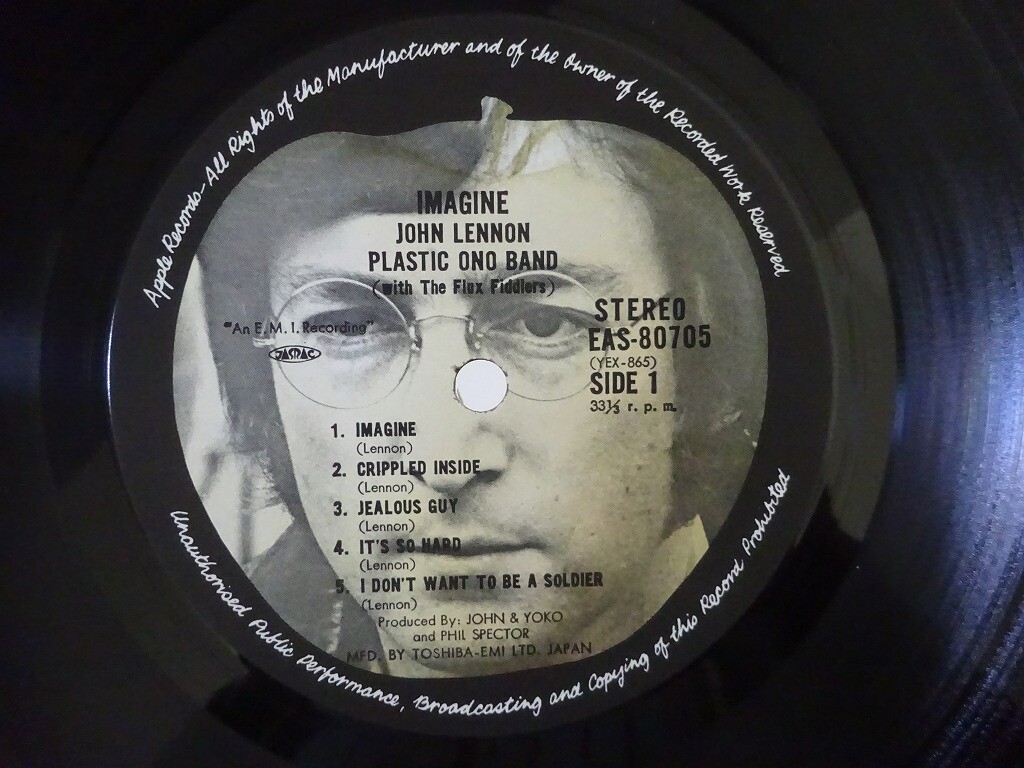 Apple Records-All Rights of the Manufacturer and of the Owner of the Recorded Work Reserved
IMAGINE
JOHN LENNON
PLASTIC ONO BAND
(with The Flux Fiddlers)
"An E.M.I. Recording"
JASRAC
STEREO
EAS-80705
(YEX-865)
SIDE 1
33⅓ r. p. m.
1. IMAGINE
(Lennon)
2. CRIPPLED INSIDE
(Lennon)
3. JEALOUS GUY
(Lennon)
4. IT'S SO HARD
(Lennon)
5. I DON'T WANT TO BE A SOLDIER
(Lennon)
Produced By: JOHN & YOKO
and PHIL SPECTOR
MFD. BY TOSHIBA-EMI LTD. JAPAN
Unauthorised Public Performance, Broadcasting and Copying of this Record Prohibited